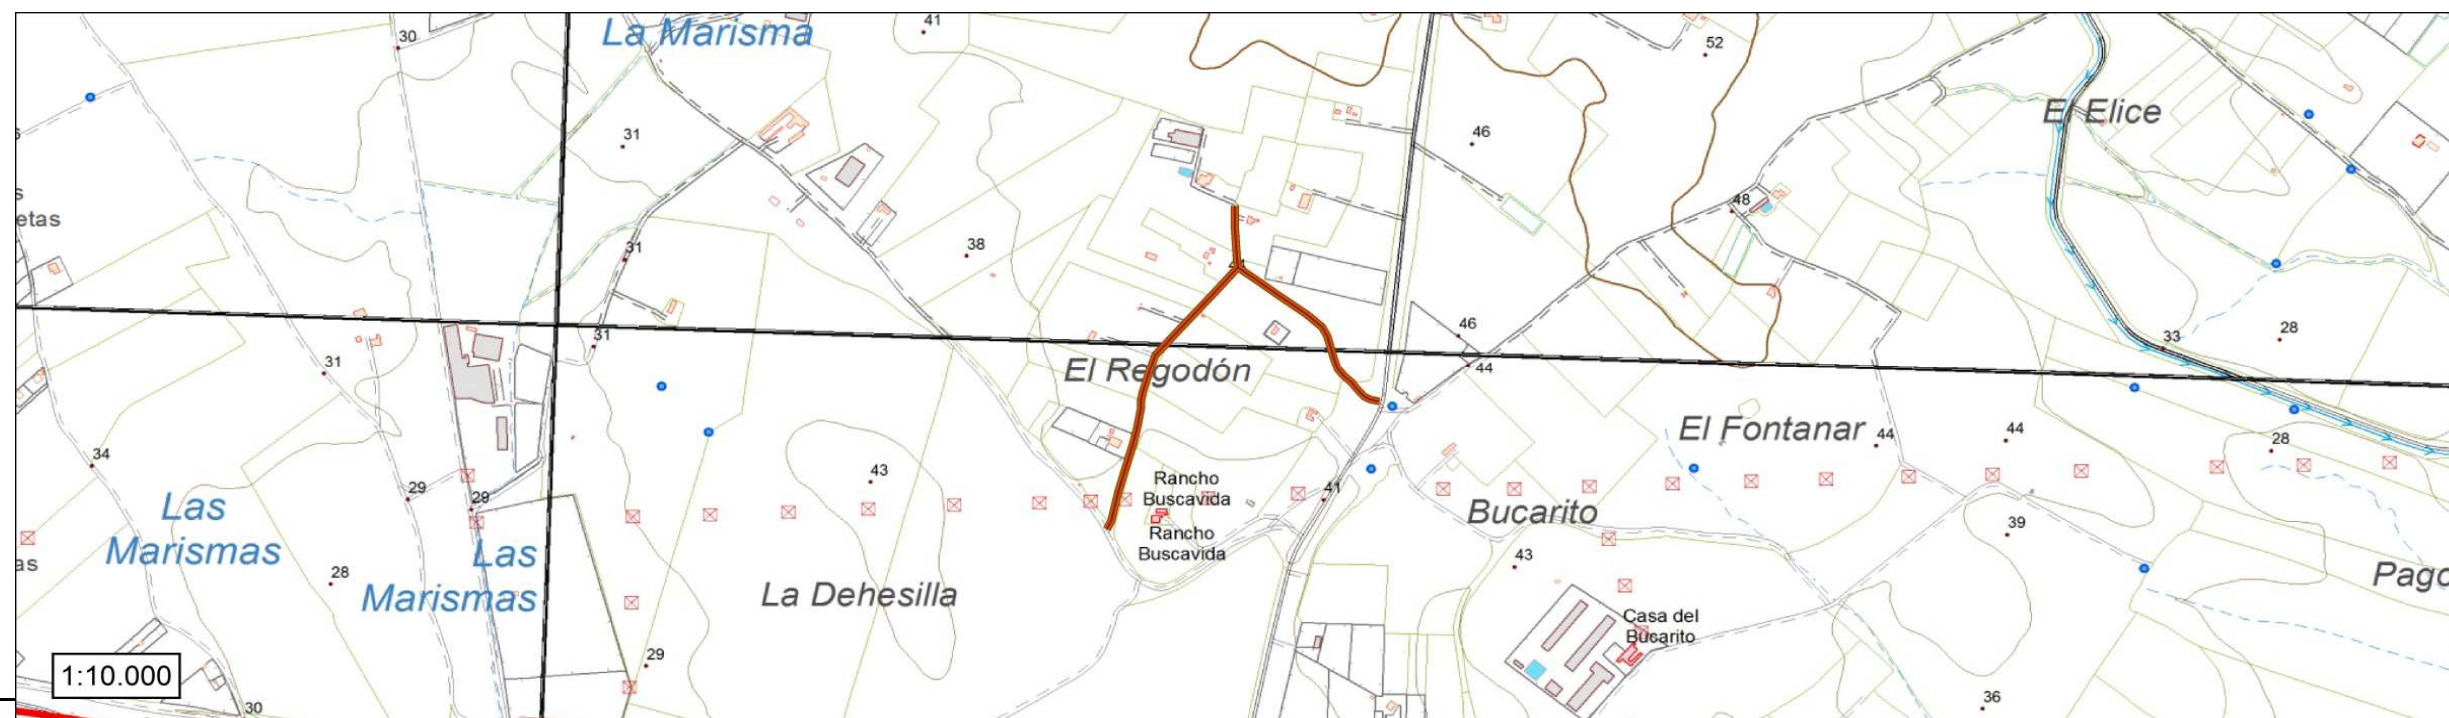 La Marisma
41
30
52
El Elice
31
46
s
etas
48
38
31
46
33
28
31
31
44
El Regodón
El Fontanar
44
44
28
34
43
29
29
Rancho
Buscavida
41
Las
Marismas
Bucarito
39
Rancho
Buscavida
Las
Marismas
as
43
28
La Dehesilla
Pago
Casa del
Bucarito
29
1:10.000
36
30